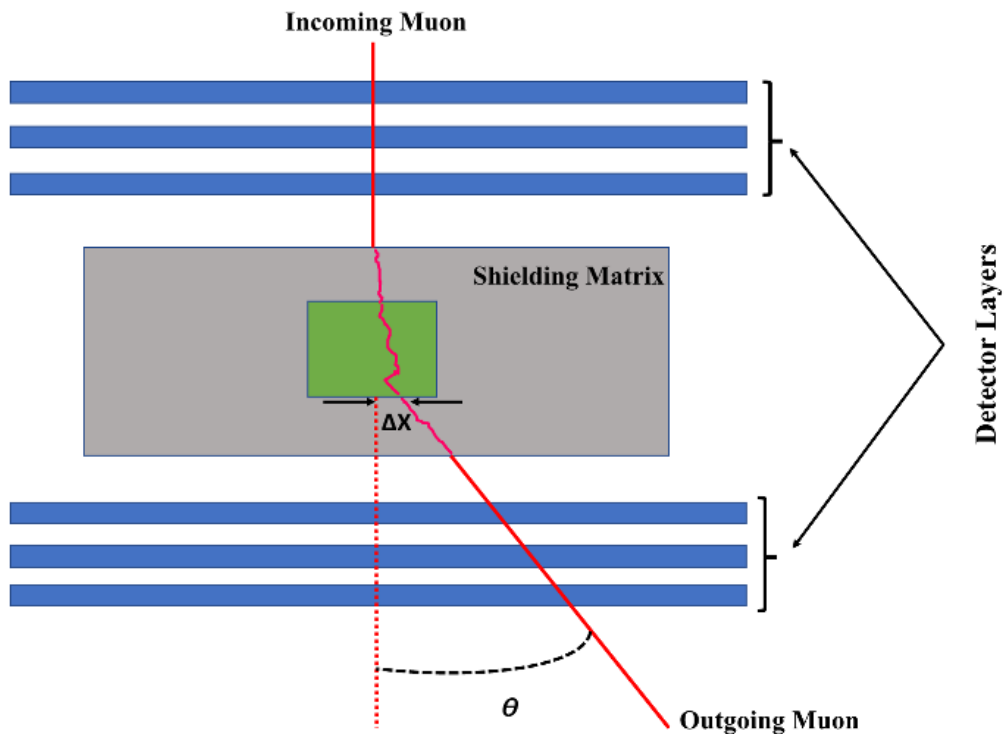 Incoming Muon
Shielding Matrix
ΔX
Detector Layers
θ
Outgoing Muon